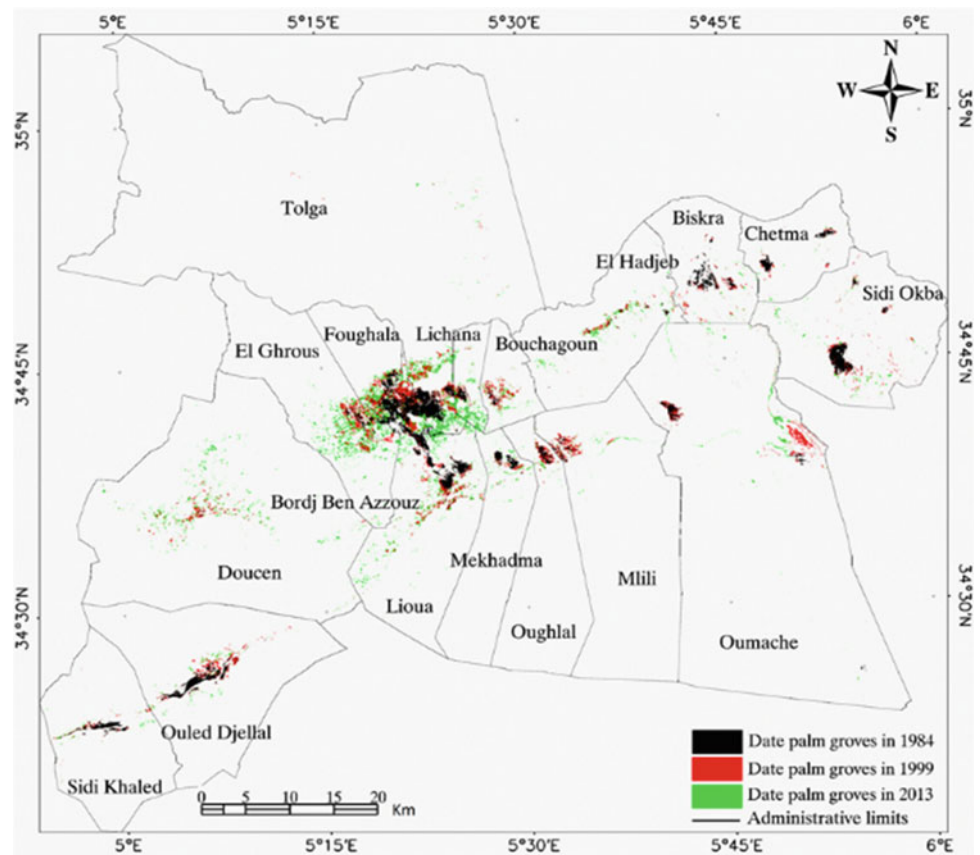 5°E 5°15'E 5°30'E 5°45'E 6°E
N
W E
S
35°N 35°N
Tolga
Biskra
Chetma
El Hadjeb
Sidi Okba
Foughala Lichana
Bouchagoun
El Ghrous
34°45'N 34°45'N
Bordj Ben Azzouz
Mekhadma
Doucen
Mlili
Lioua
34°30'N 34°30'N
Oughlal
Oumache
Ouled Djellal
Date palm groves in 1984
Date palm groves in 1999
Sidi Khaled
Date palm groves in 2013
0 5 10 15 20
Km
Administrative limits
5°E 5°15'E 5°30'E 5°45'E 6°E